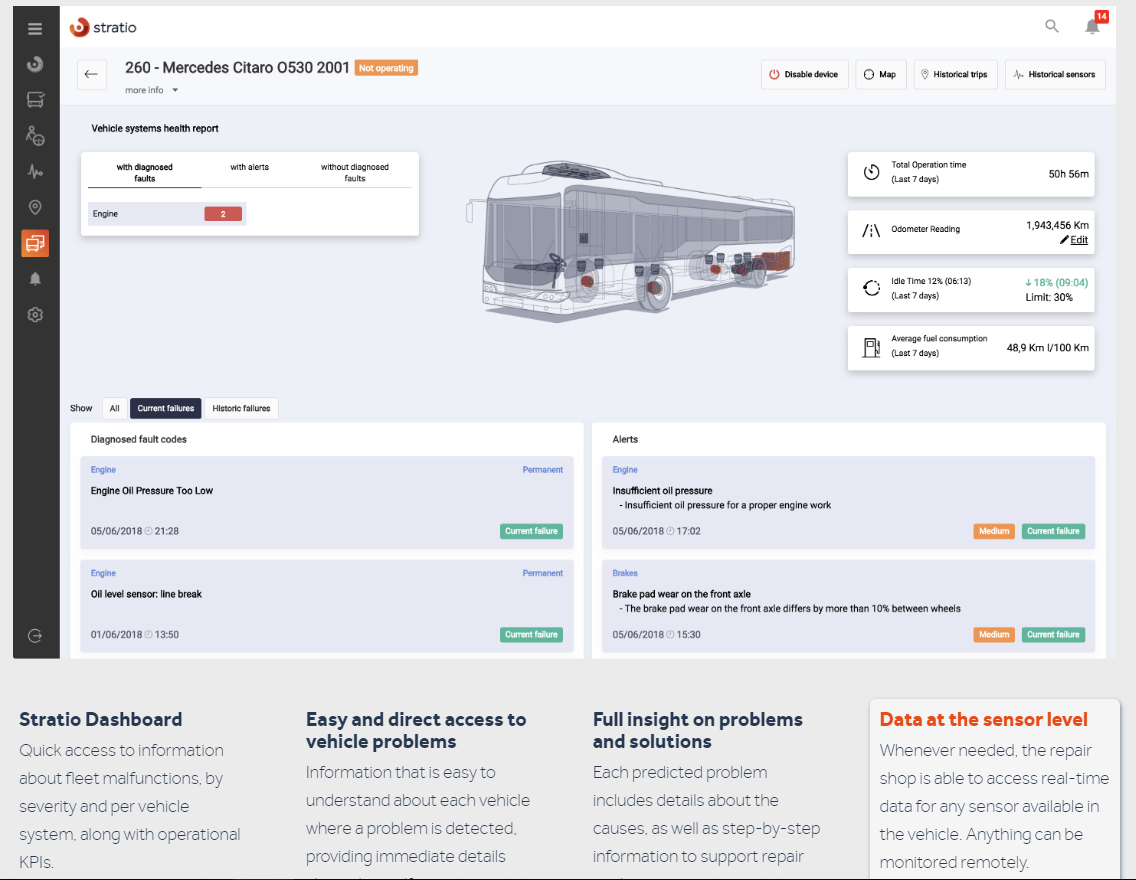 stratio
14
260 - Mercedes Citaro O530 2001 Not operating
more info
Disable device
Map
Historical trips
Historical sensors
Vehicle systems health report
with diagnosed
faults
with alerts
without diagnosed
faults
Engine 2
Total Operation time
(Last 7 days)
50h 56m
Odometer Reading
1,943,456 Km
Edit
Idle Time 12% (06:13)
(Last 7 days)
↓ 18% (09:04)
Limit: 30%
Average fuel consumption
(Last 7 days)
48,9 Km l/100 Km
Show All Current failures Historic failures
Diagnosed fault codes
Engine Permanent
Engine Oil Pressure Too Low
05/06/2018 21:28 Current failure
Engine Permanent
Oil level sensor: line break
01/06/2018 13:50 Current failure
Alerts
Engine
Insufficient oil pressure
- Insufficient oil pressure for a proper engine work
05/06/2018 17:02 Medium Current failure
Brakes
Brake pad wear on the front axle
- The brake pad wear on the front axle differs by more than 10% between wheels
05/06/2018 15:30 Medium Current failure
Stratio Dashboard
Quick access to information
about fleet malfunctions, by
severity and per vehicle
system, along with operational
KPIs.
Easy and direct access to
vehicle problems
Information that is easy to
understand about each vehicle
where a problem is detected,
providing immediate details
Full insight on problems
and solutions
Each predicted problem
includes details about the
causes, as well as step-by-step
information to support repair
Data at the sensor level
Whenever needed, the repair
shop is able to access real-time
data for any sensor available in
the vehicle. Anything can be
monitored remotely.